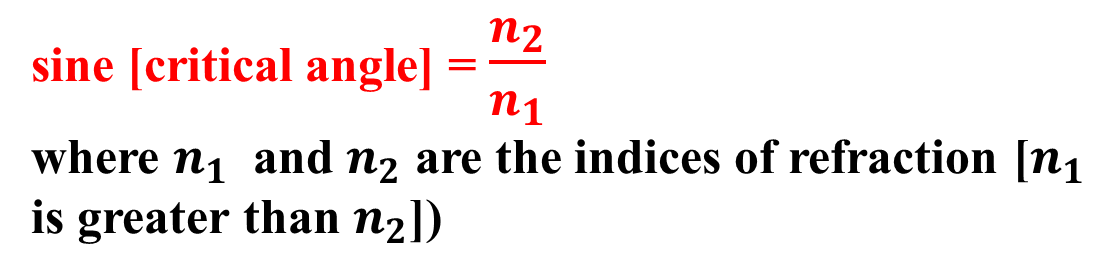 sine [critical angle] = n₂/n₁
where n₁ and n₂ are the indices of refraction [n₁
is greater than n₂])